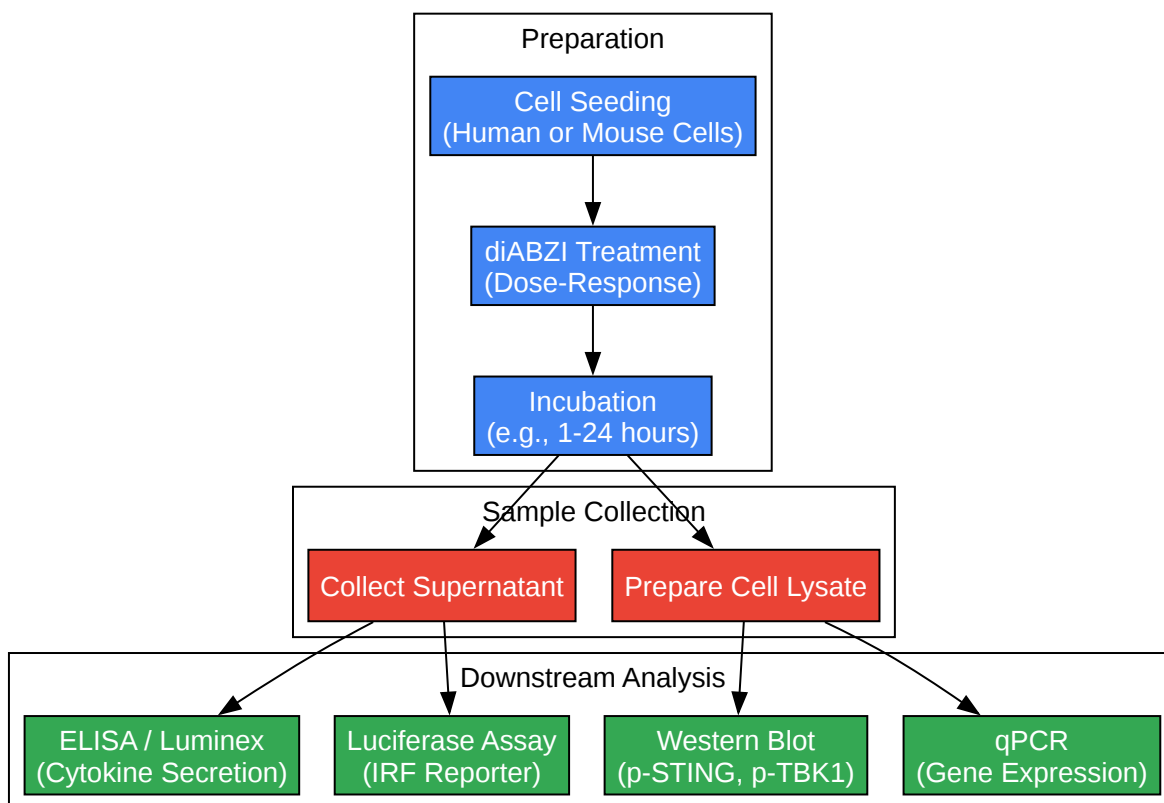 Preparation
Cell Seeding
(Human or Mouse Cells)
diABZI Treatment
(Dose-Response)
Incubation
(e.g., 1-24 hours)
Sample Collection
Collect Supernatant
Prepare Cell Lysate
Downstream Analysis
ELISA / Luminex
(Cytokine Secretion)
Luciferase Assay
(IRF Reporter)
Western Blot
(p-STING, p-TBK1)
qPCR
(Gene Expression)